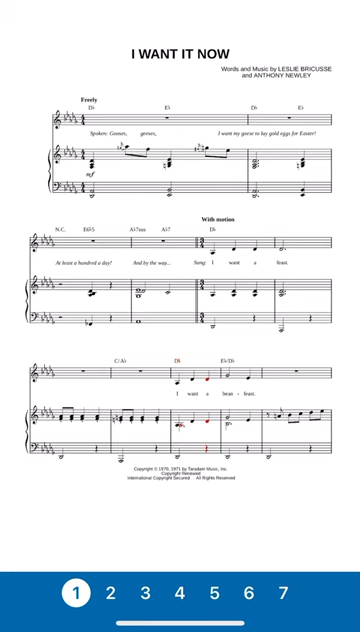 I WANT IT NOW
Words and Music by LESLIE BRICUSSE
and ANTHONY NEWLEY
Freely
D♭ E♭ D♭ E♭
Spoken: Gooses, geeses, I want my geese to lay gold eggs for Easter!
mf
N.C. E♭5 A♭7sus A♭7 With motion D♭
At least a hundred a day! And by the way... Sung: I want a feast.
C/A♭ D♭ E♭/D♭
I want a bean - feast.
Copyright © 1970, 1971 by Taradam Music, Inc.
Copyright Renewed
International Copyright Secured All Rights Reserved
1 2 3 4 5 6 7